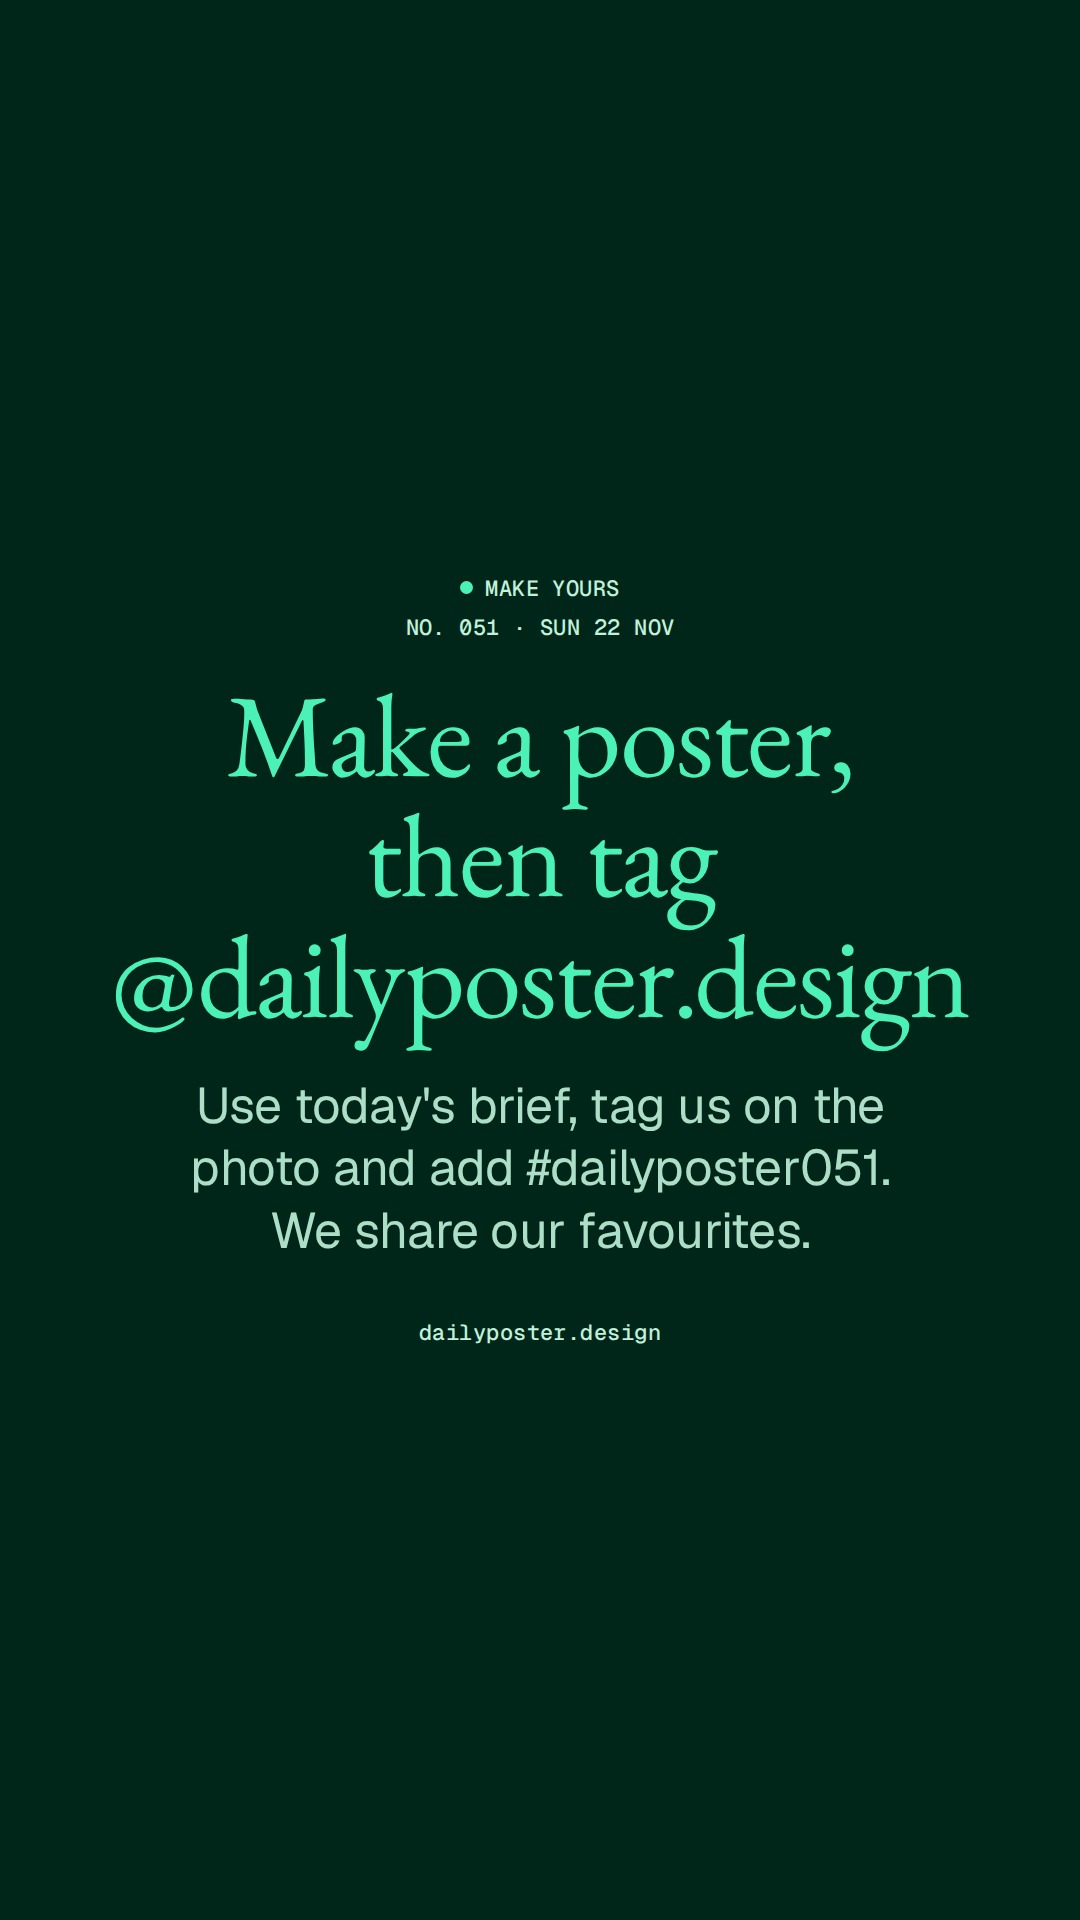 MAKE YOURS
NO. 051 · SUN 22 NOV
Make a poster,
then tag
@dailyposter.design
Use today's brief, tag us on the
photo and add #dailyposter051.
We share our favourites.
dailyposter.design